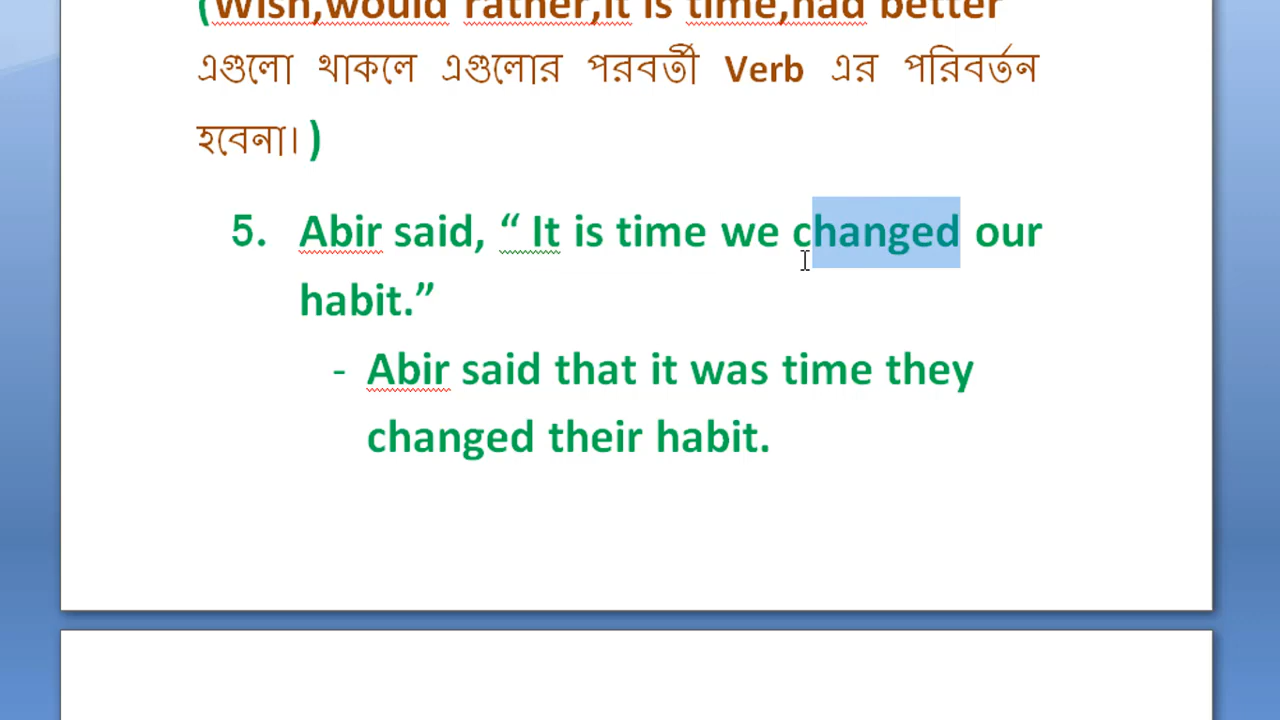 (Wish,would rather,it is time,had better
এগুলো থাকলে এগুলোর পরবর্তী Verb এর পরিবর্তন
হবেনা। )
5. Abir said, “ It is time we changed our
habit.”
- Abir said that it was time they
changed their habit.